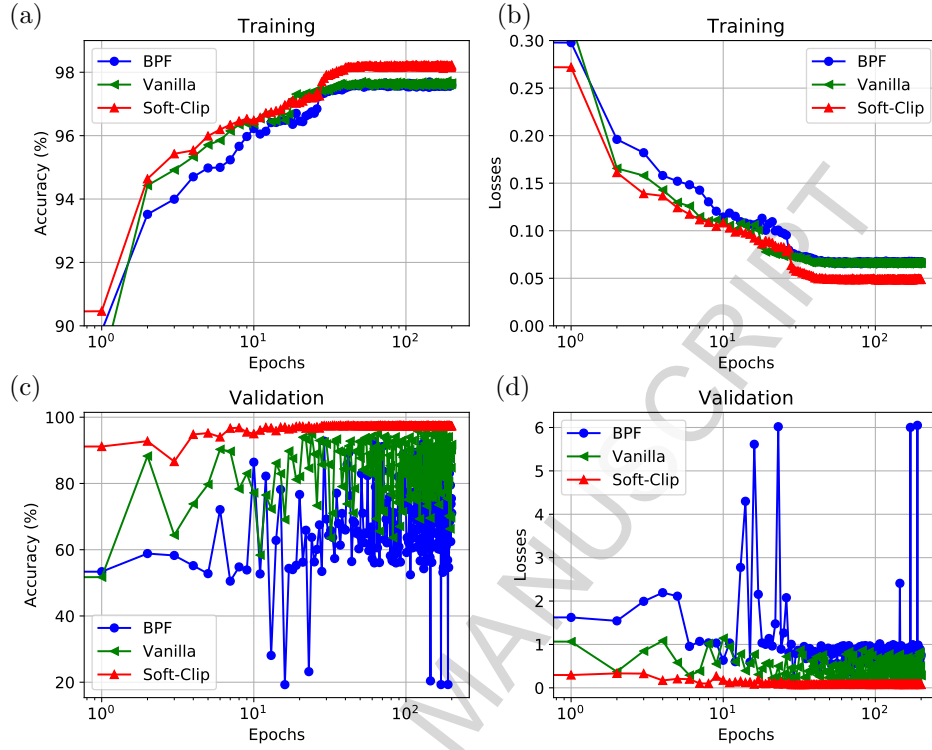 (a)
Training
Accuracy (%)
98
96
94
92
90
BPF
Vanilla
Soft-Clip
10^0
10^1
10^2
Epochs
(b)
Training
Losses
0.30
0.25
0.20
0.15
0.10
0.05
0.00
BPF
Vanilla
Soft-Clip
10^0
10^1
10^2
Epochs
(c)
Validation
Accuracy (%)
100
80
60
40
20
BPF
Vanilla
Soft-Clip
10^0
10^1
10^2
Epochs
(d)
Validation
Losses
6
5
4
3
2
1
0
BPF
Vanilla
Soft-Clip
10^0
10^1
10^2
Epochs
MANUSCRIPT